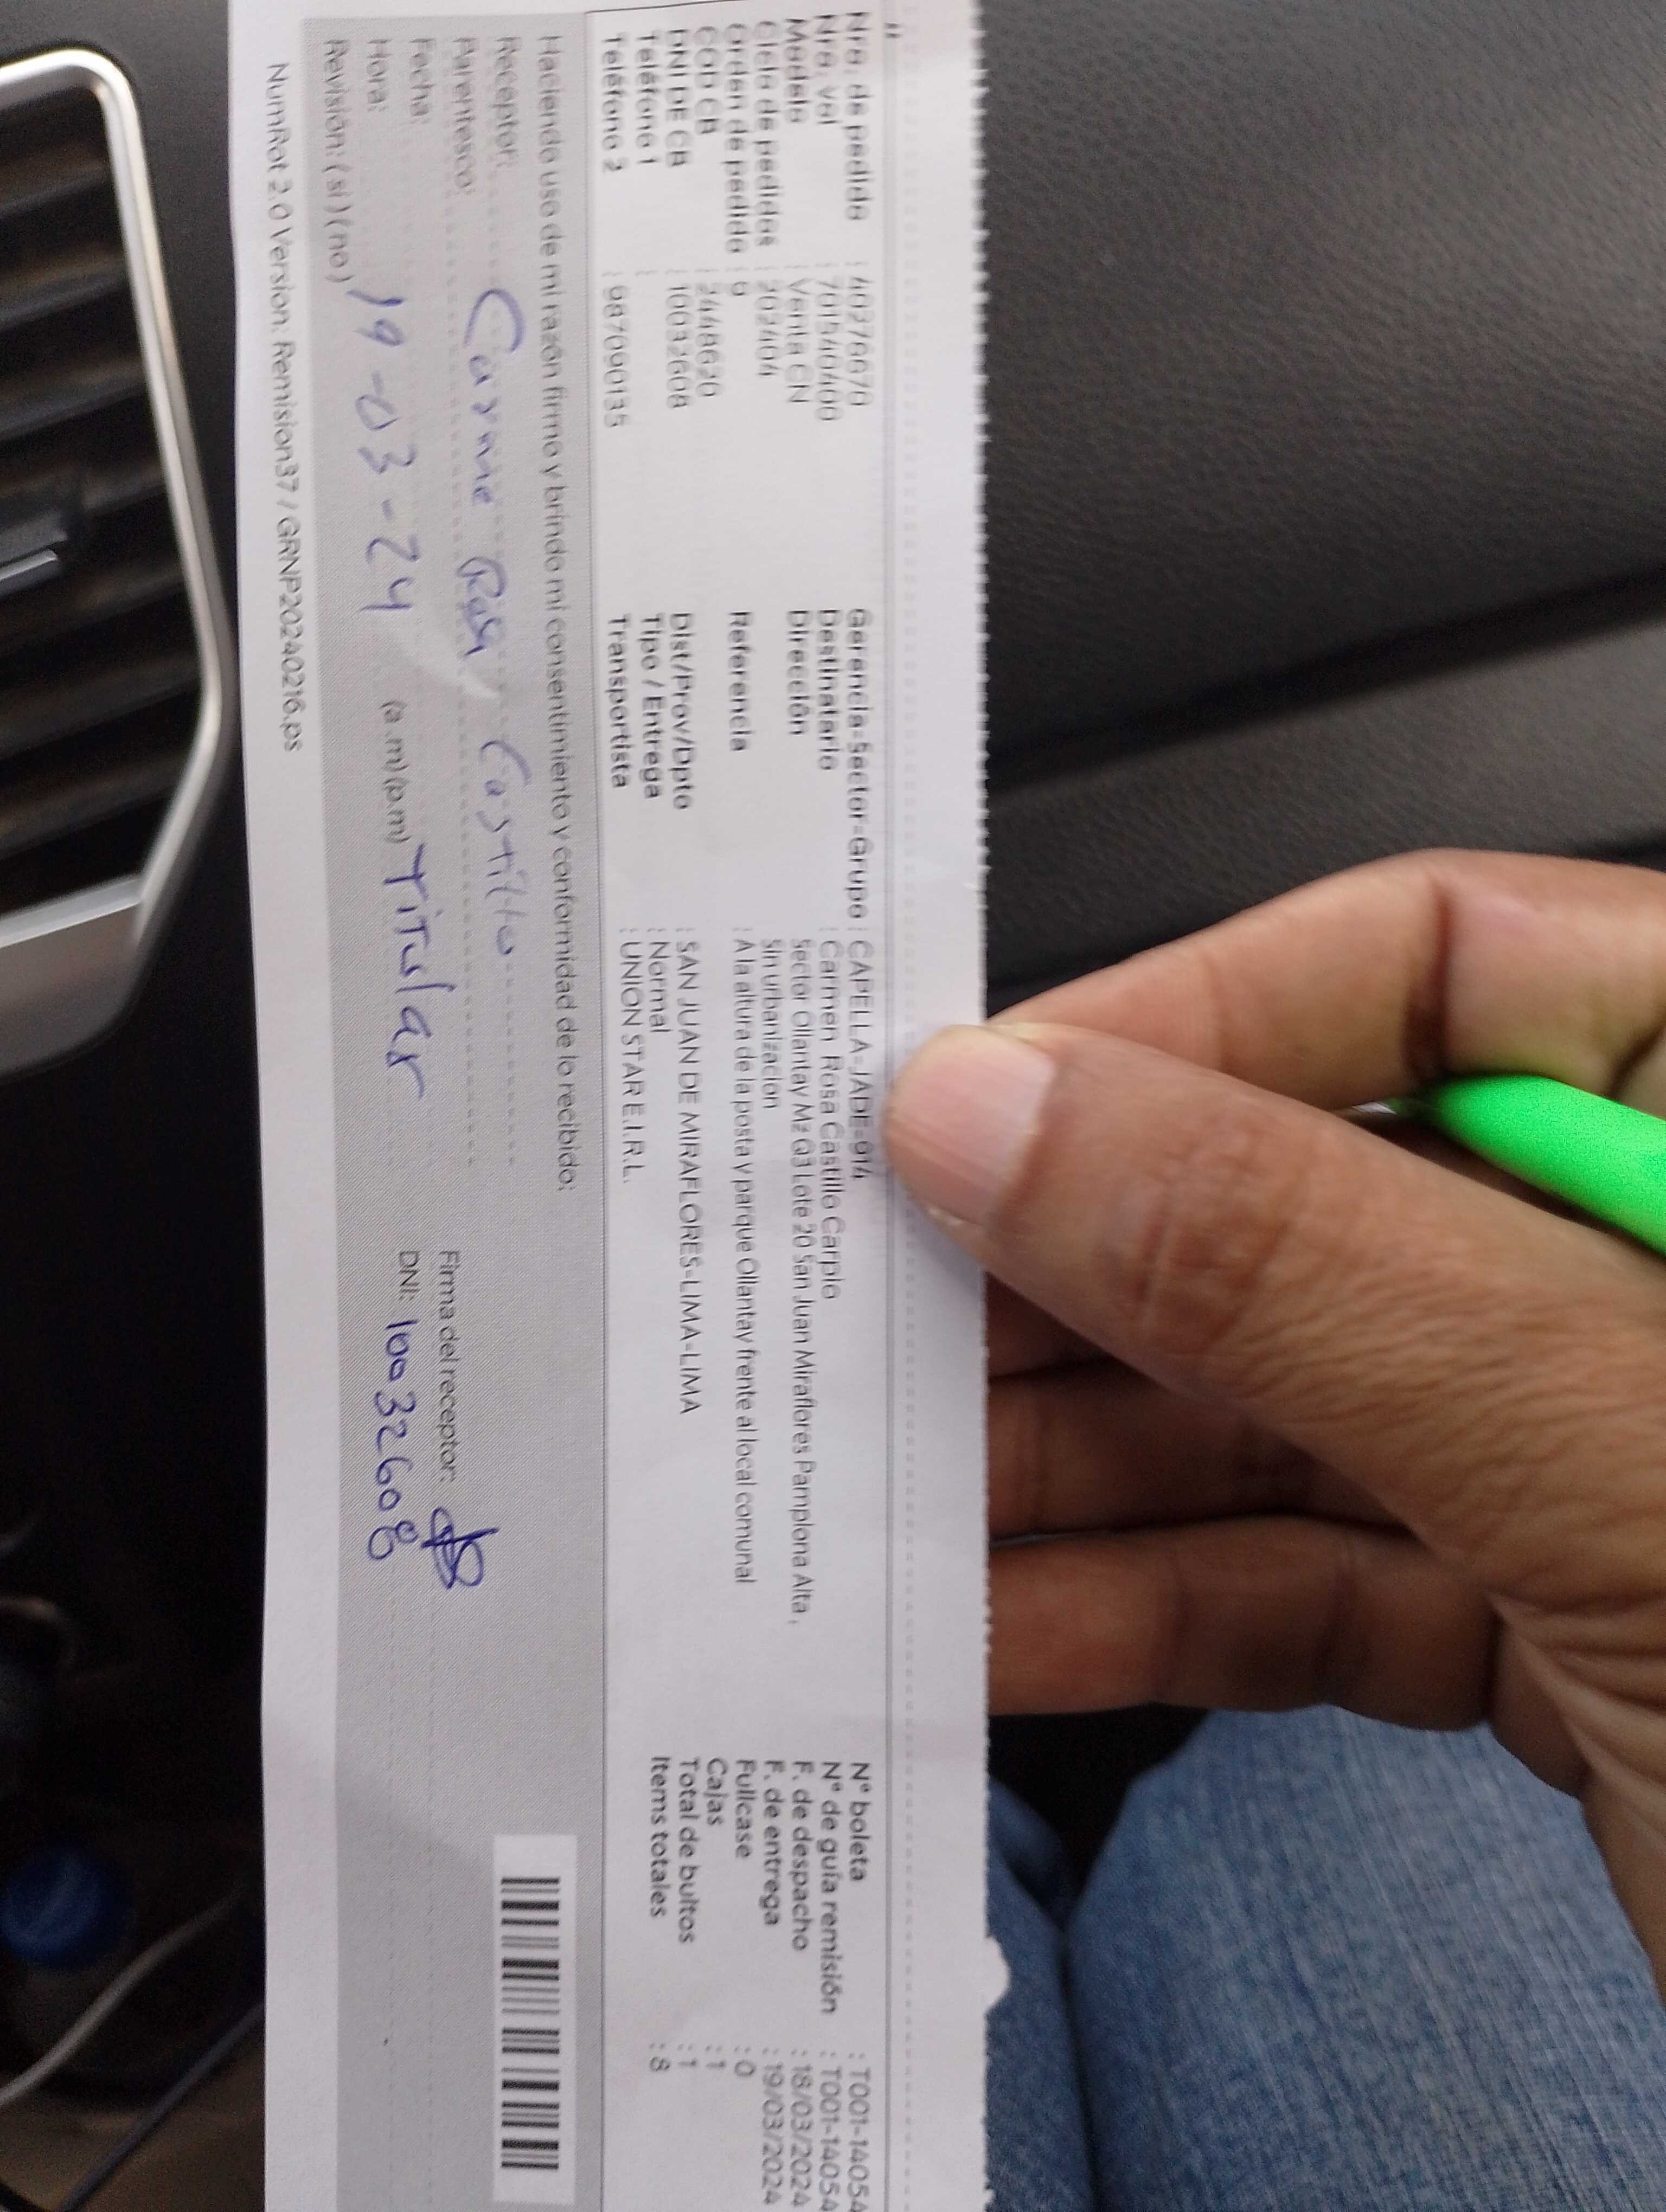 Nro. de pedido : 40276670
Nro. vol : 7015460400
Modelo : Venta CN
Ciclo de pedidos : 202404
Orden de pedido : 9
COD CB : 2448620
DNI DE CB : 10032608
Teléfono 1 :
Teléfono 2 : 987090135
Gerencia-Sector-Grupo : CAPELLA-JADE-014
Destinatario : Carmen Rosa Castillo Carpio
Dirección : Sector Ollantay Mz Q3 Lote 20 San Juan Miraflores Pamplona Alta,
Sin urbanizacion
Referencia : A la altura de la posta y parque Ollantay frente al local comunal
Dist/Prov/Dpto : SAN JUAN DE MIRAFLORES-LIMA-LIMA
Tipo / Entrega : Normal
Transportista : UNION STAR E.I.R.L.
N° boleta : T001-14054
N° de guía remisión : T001-14054
F. de despacho : 18/03/2024
F. de entrega : 19/03/2024
Fullcase : 0
Cajas : 1
Total de bultos : 1
Items totales : 8
Haciendo uso de mi razón firmo y brindo mi consentimiento y conformidad de lo recibido:
Receptor: Carmen Rosa Castillo
Parentesco:
Fecha: 19-03-24 Titular
Hora: (a.m) (p.m)
Revisión: (si) (no)
Firma del receptor:
DNI: 10032608
NumRot 2.0 Version: Remision37 / GRNP20240216.ps